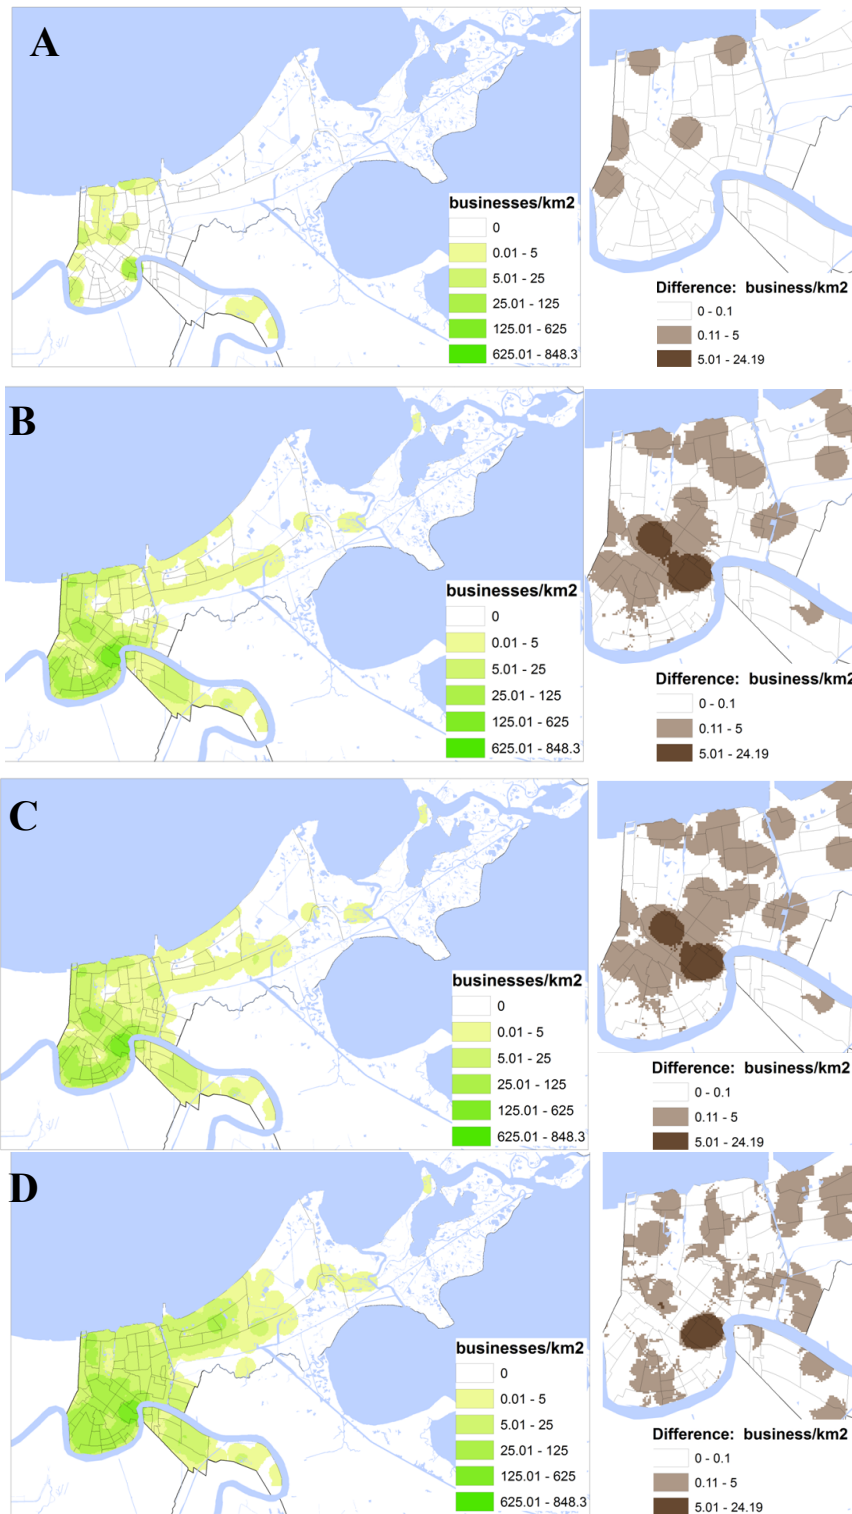 A
businesses/km2
0
0.01 - 5
5.01 - 25
25.01 - 125
125.01 - 625
625.01 - 848.3
Difference: business/km2
0 - 0.1
0.11 - 5
5.01 - 24.19
B
businesses/km2
0
0.01 - 5
5.01 - 25
25.01 - 125
125.01 - 625
625.01 - 848.3
Difference: business/km2
0 - 0.1
0.11 - 5
5.01 - 24.19
C
businesses/km2
0
0.01 - 5
5.01 - 25
25.01 - 125
125.01 - 625
625.01 - 848.3
Difference: business/km2
0 - 0.1
0.11 - 5
5.01 - 24.19
D
businesses/km2
0
0.01 - 5
5.01 - 25
25.01 - 125
125.01 - 625
625.01 - 848.3
Difference: business/km2
0 - 0.1
0.11 - 5
5.01 - 24.19